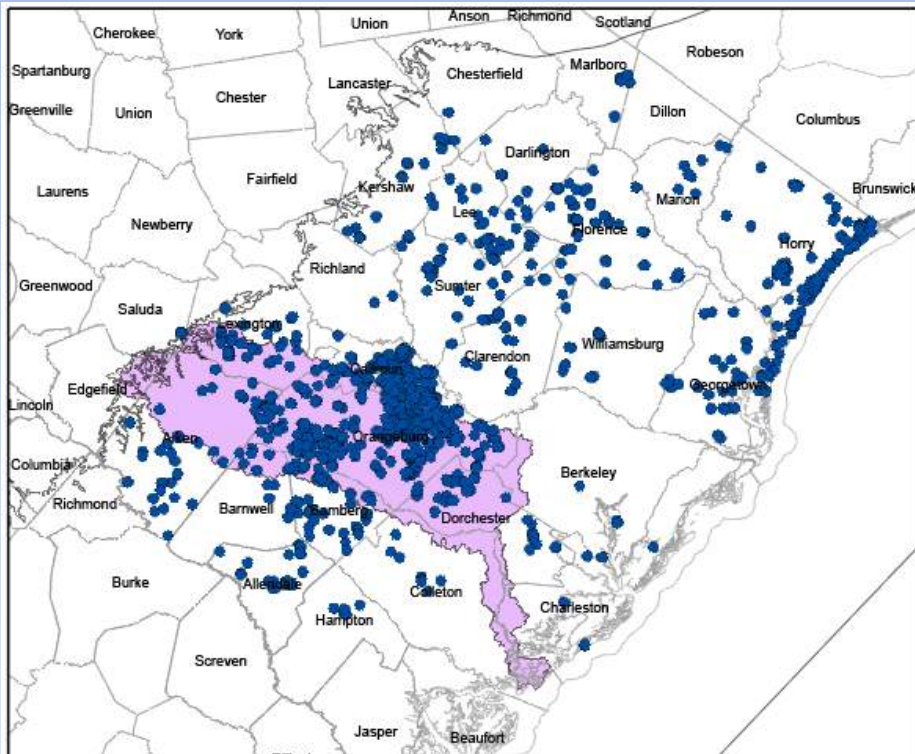 Union
Anson
Richmond
Scotland
Cherokee
York
Robeson
Marlboro
Spartanburg
Lancaster
Chesterfield
Greenville
Union
Chester
Dillon
Columbus
Darlington
Laurens
Fairfield
Kershaw
Marion
Brunswick
Newberry
Lee
Florence
Horry
Richland
Greenwood
Sumter
Saluda
Lexington
Clarendon
Williamsburg
Calhoun
Edgefield
Georgetown
Lincoln
Aiken
Orangeburg
Columbia
Berkeley
Richmond
Barnwell
Bamberg
Dorchester
Burke
Allendale
Colleton
Hampton
Charleston
Screven
Jasper
Beaufort